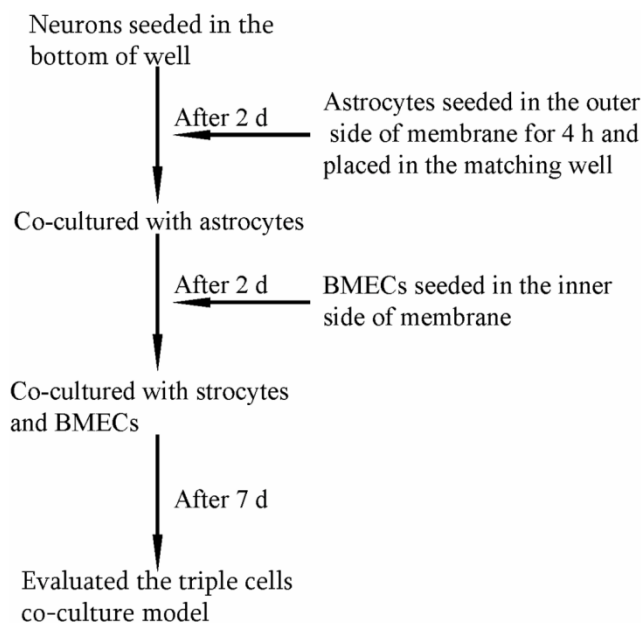 Neurons seeded in the
bottom of well
After 2 d
Astrocytes seeded in the outer
side of membrane for 4 h and
placed in the matching well
Co-cultured with astrocytes
After 2 d
BMECs seeded in the inner
side of membrane
Co-cultured with strocytes
and BMECs
After 7 d
Evaluated the triple cells
co-culture model